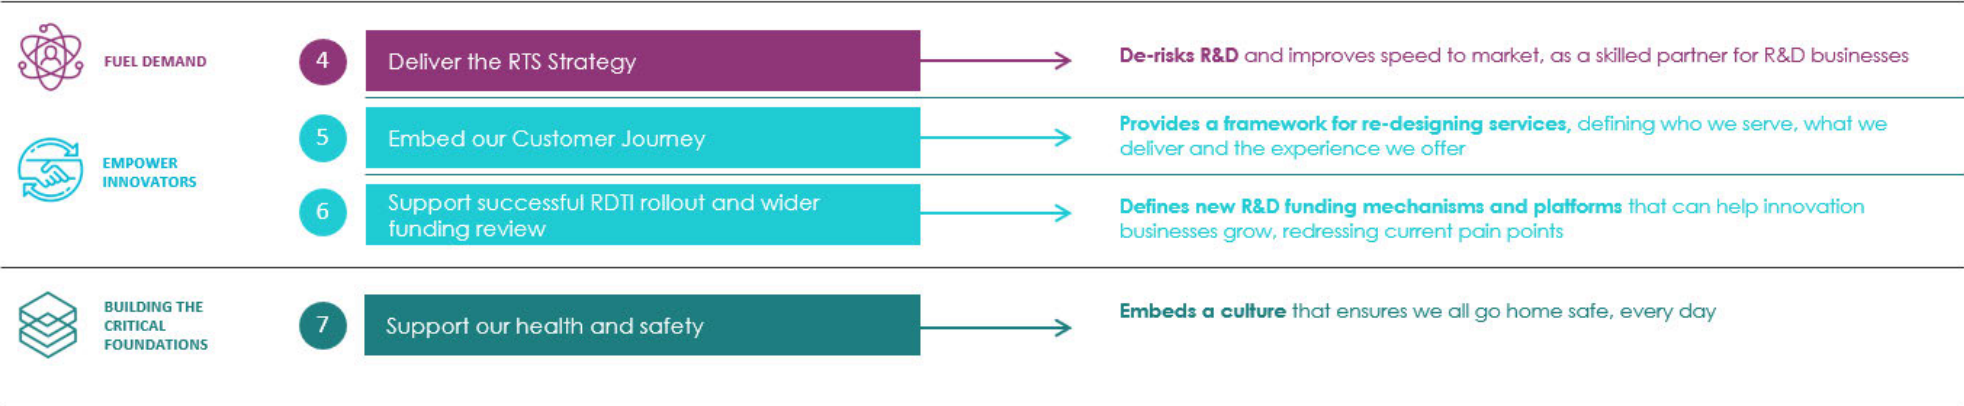 FUEL DEMAND
4
Deliver the RTS Strategy
De-risks R&D and improves speed to market, as a skilled partner for R&D businesses
EMPOWER
INNOVATORS
5
Embed our Customer Journey
Provides a framework for re-designing services, defining who we serve, what we
deliver and the experience we offer
6
Support successful RDTI rollout and wider
funding review
Defines new R&D funding mechanisms and platforms that can help innovation
businesses grow, redressing current pain points
BUILDING THE
CRITICAL
FOUNDATIONS
7
Support our health and safety
Embeds a culture that ensures we all go home safe, every day